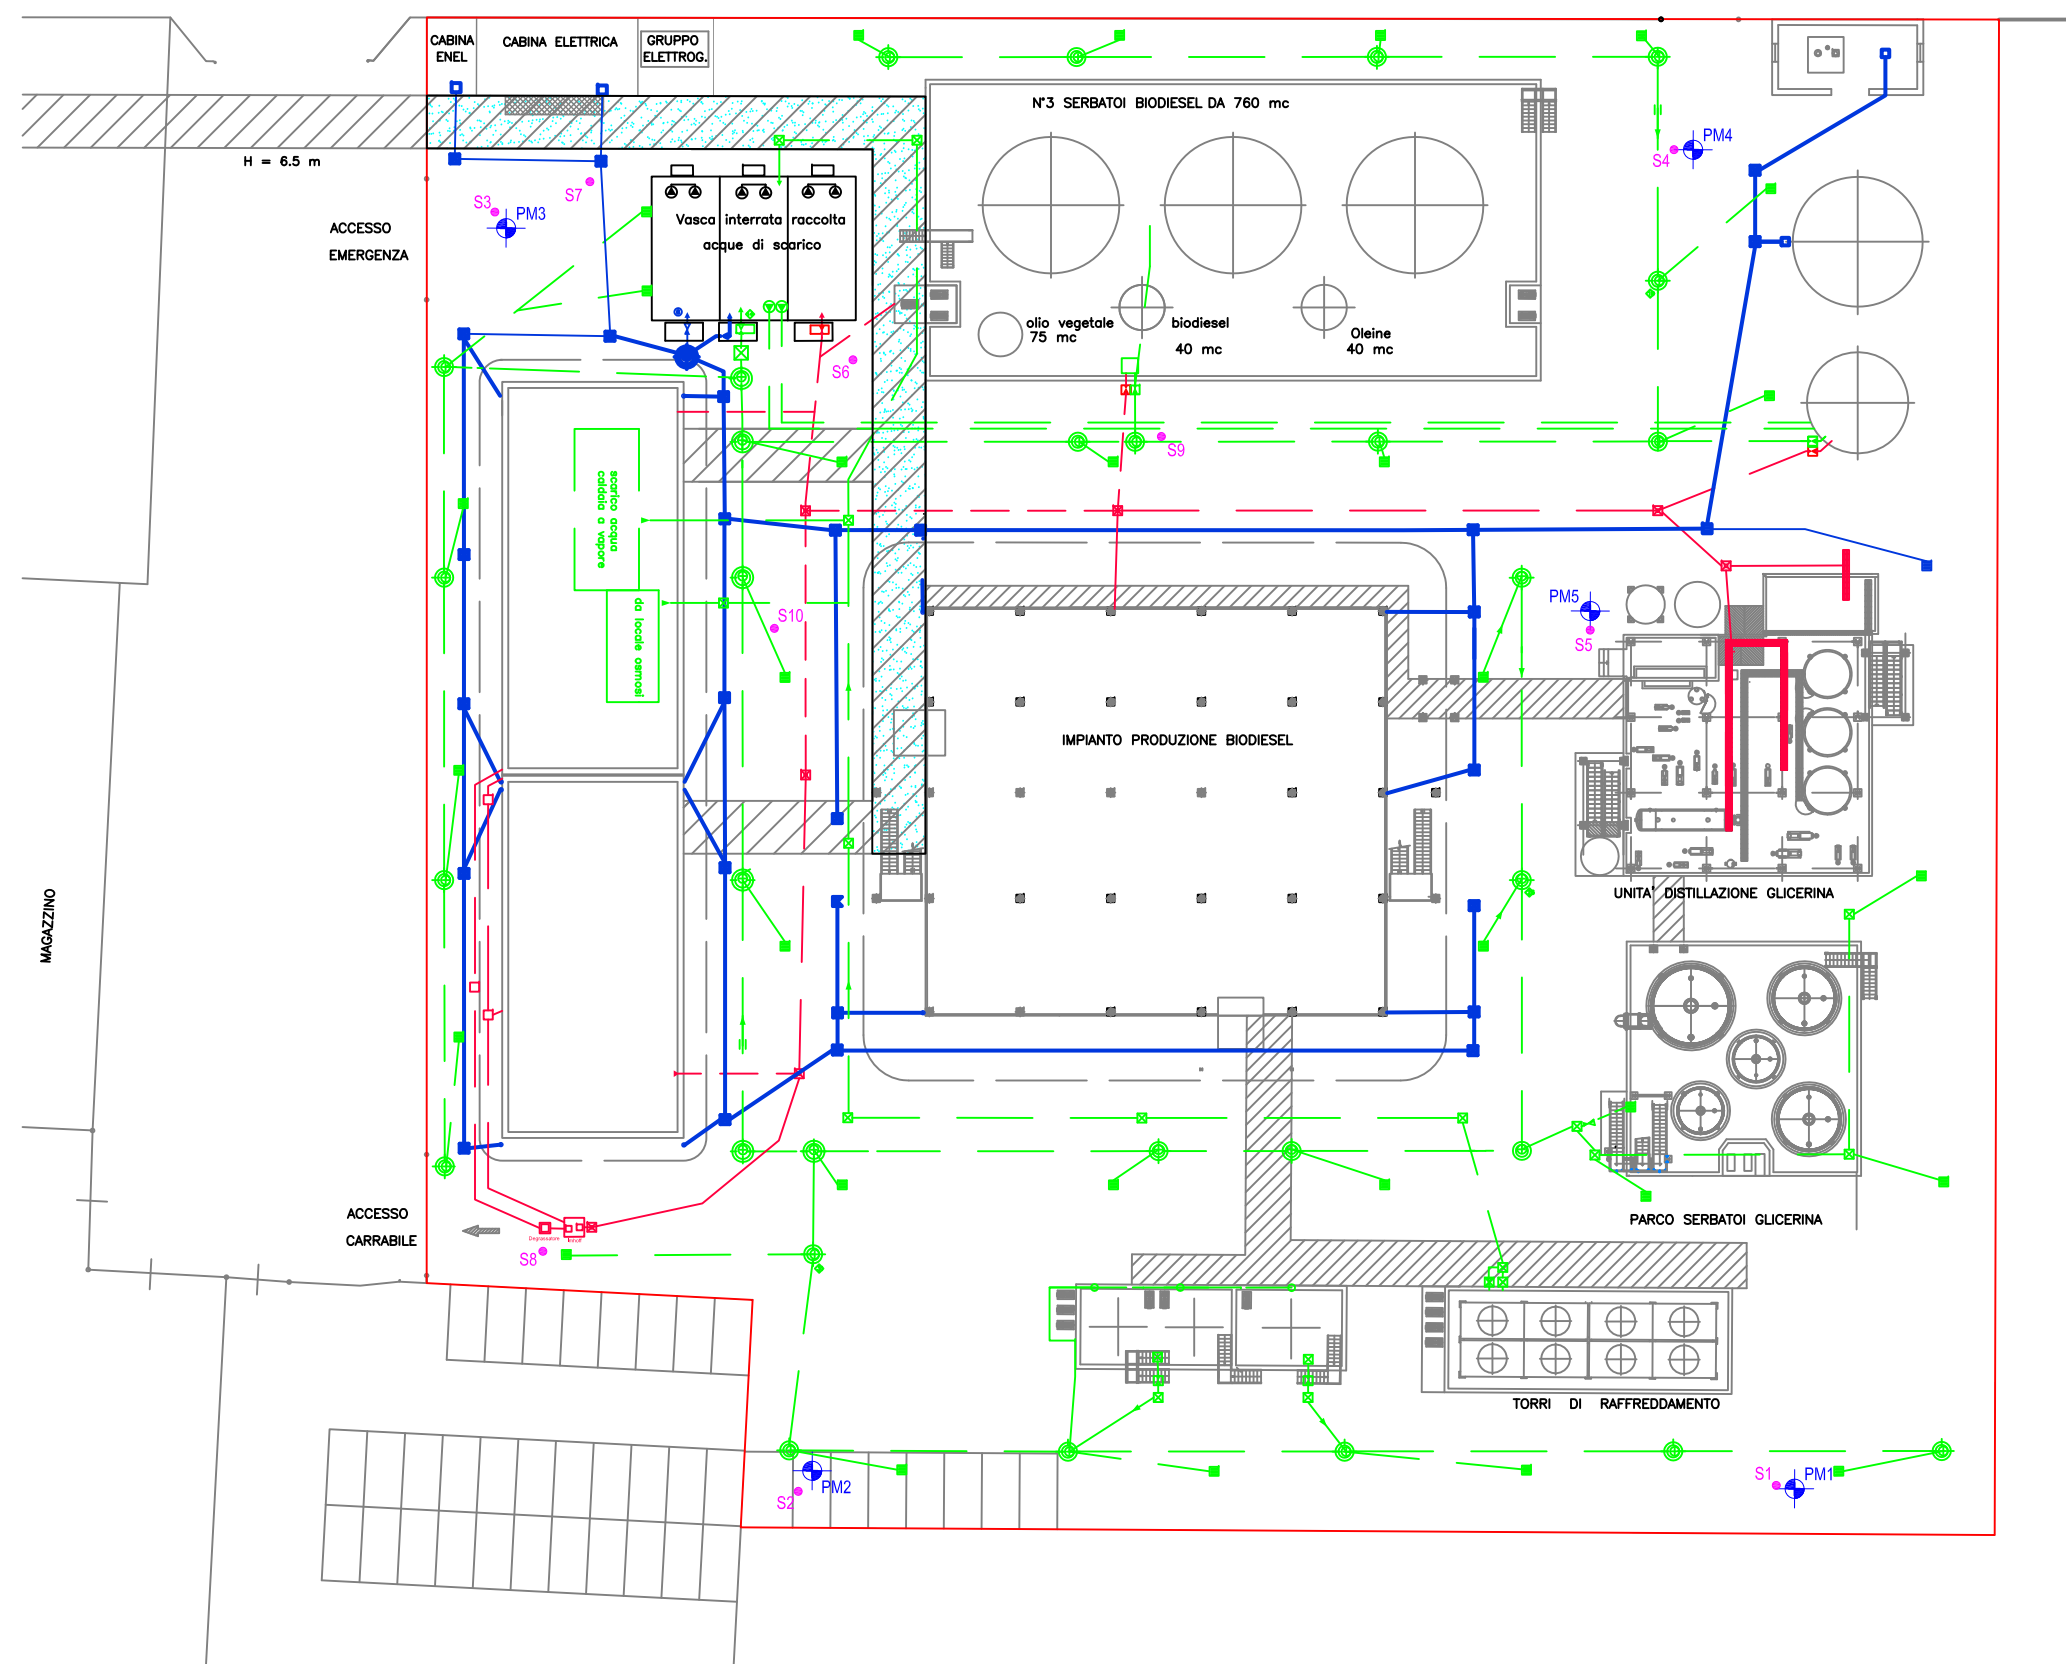 CABINA
ENEL
CABINA ELETTRICA
GRUPPO
ELETTROG.
N°3 SERBATOI BIODIESEL DA 760 mc
PM4
S4
H = 6.5 m
S7
S3
PM3
Vasca interrata raccolta
acque di scarico
ACCESSO
EMERGENZA
olio vegetale
75 mc
biodiesel
40 mc
Oleine
40 mc
S6
S9
scarico acqua
caldaia a vapore
da locale osmosi
S10
PM5
S5
IMPIANTO PRODUZIONE BIODIESEL
UNITA' DISTILLAZIONE GLICERINA
MAGAZZINO
ACCESSO
CARRABILE
PARCO SERBATOI GLICERINA
Degrassatore
Imhoff
S8
TORRI DI RAFFREDDAMENTO
PM2
S2
S1
PM1